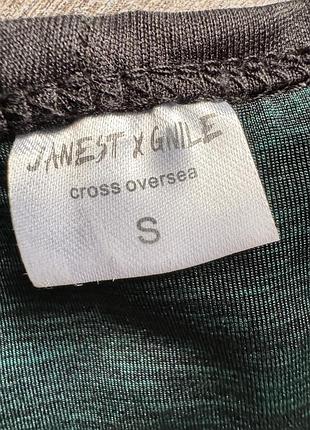 JANEST X GNILE
cross oversea
S